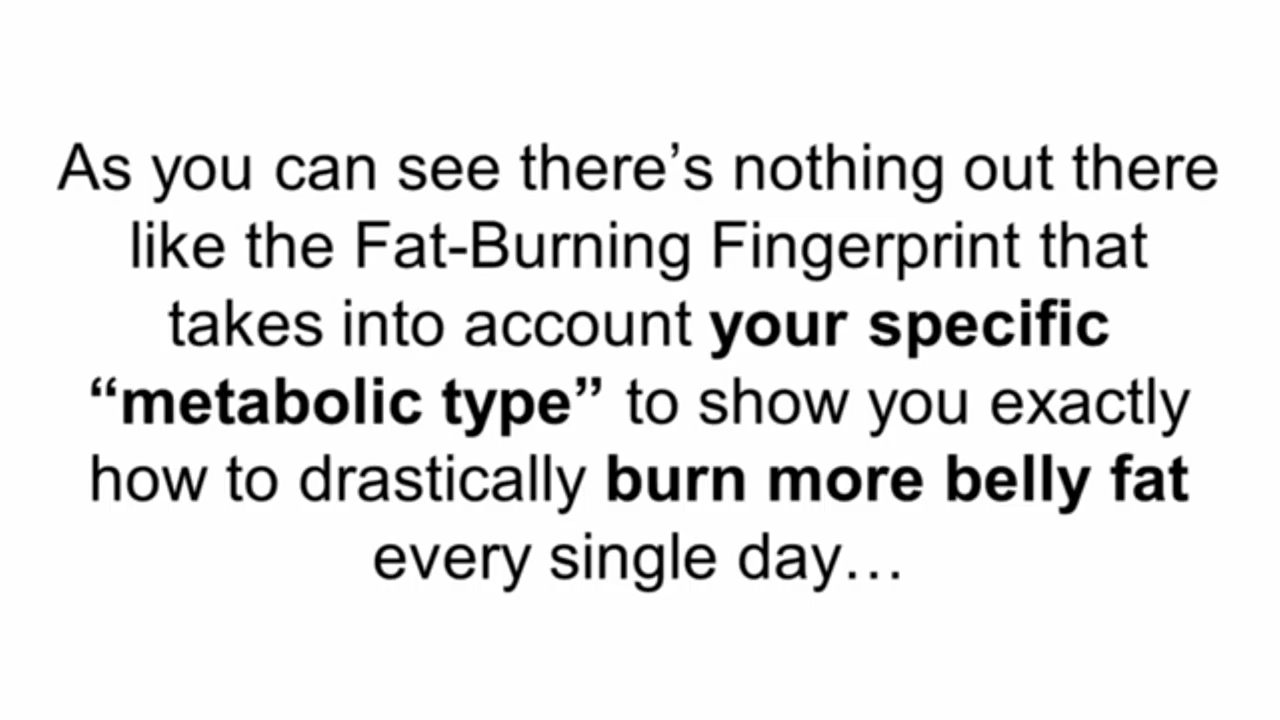 As you can see there’s nothing out there
like the Fat-Burning Fingerprint that
takes into account your specific
“metabolic type” to show you exactly
how to drastically burn more belly fat
every single day…